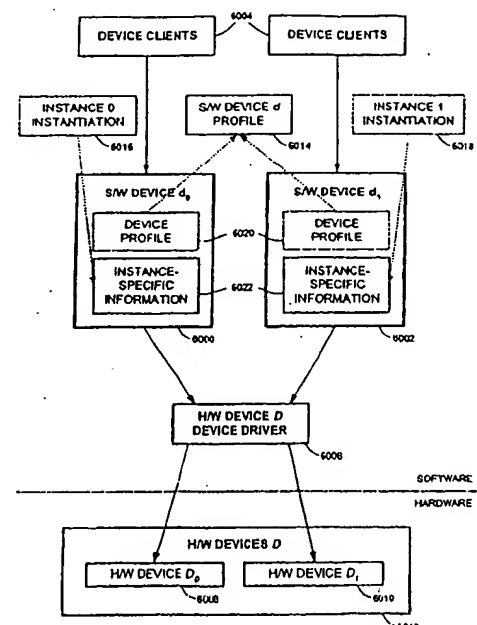 6004
DEVICE CLIENTS
DEVICE CLIENTS
INSTANCE 0
INSTANTIATION
6016
S/W DEVICE d
PROFILE
6014
INSTANCE 1
INSTANTIATION
6018
S/W DEVICE d0
DEVICE
PROFILE
INSTANCE-
SPECIFIC
INFORMATION
6000
6020
6022
S/W DEVICE d1
DEVICE
PROFILE
INSTANCE-
SPECIFIC
INFORMATION
6002
H/W DEVICE D
DEVICE DRIVER
6006
SOFTWARE
HARDWARE
H/W DEVICES D
H/W DEVICE D0
6008
H/W DEVICE D1
6010